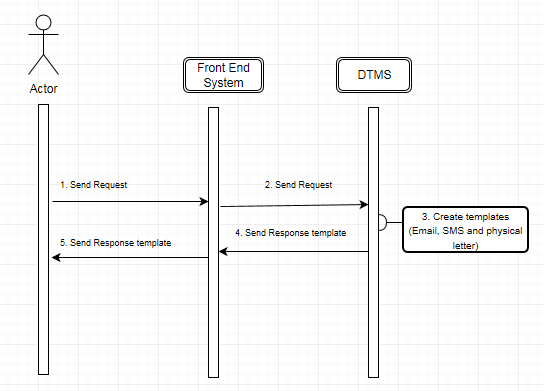 Actor
Front End
System
DTMS
1. Send Request
2. Send Request
3. Create templates
(Email, SMS and physical
letter)
4. Send Response template
5. Send Response template